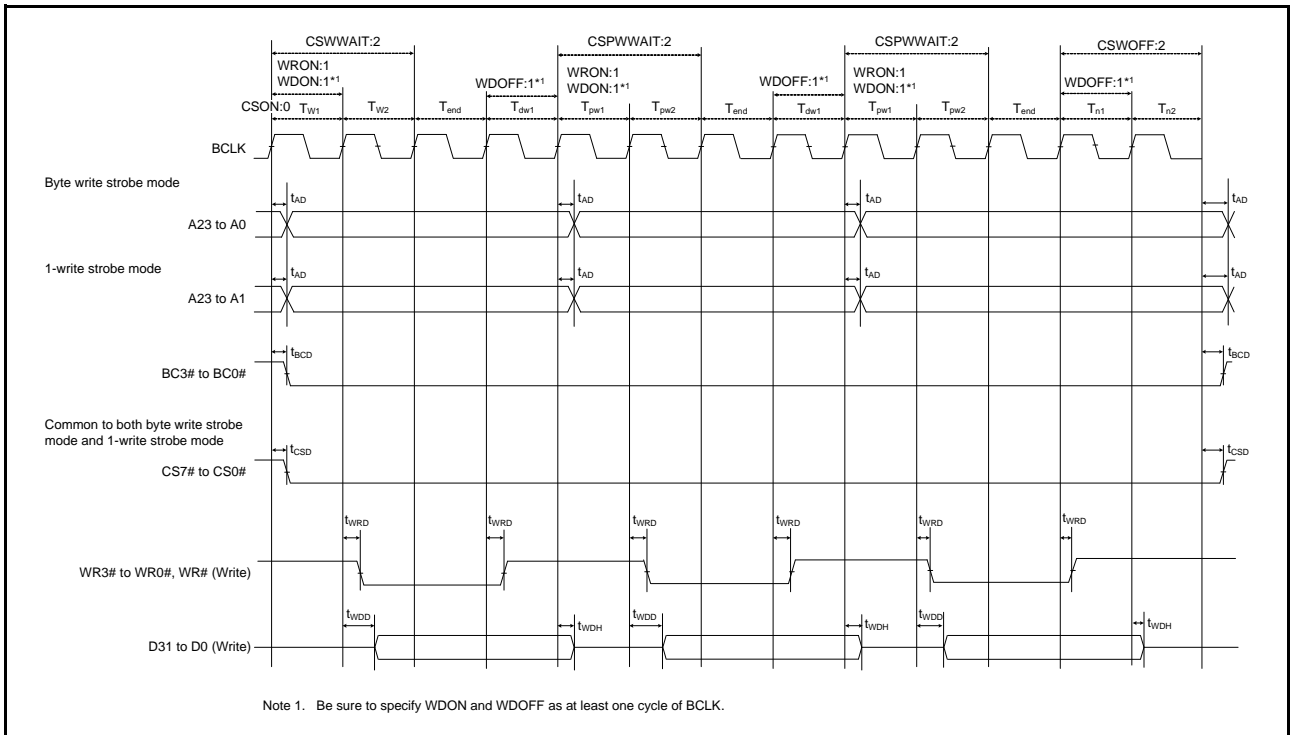 CSWWAIT:2 CSPWWAIT:2 CSPWWAIT:2 CSWOFF:2
WRON:1 WRON:1 WRON:1
WDON:1*1 WDOFF:1*1 WDON:1*1 WDOFF:1*1 WDON:1*1 WDOFF:1*1
CSON:0 TW1 TW2 Tend Tdw1 Tpw1 Tpw2 Tend Tdw1 Tpw1 Tpw2 Tend Tn1 Tn2
BCLK
Byte write strobe mode
tAD tAD tAD tAD
A23 to A0
1-write strobe mode
tAD tAD tAD tAD
A23 to A1
tBCD tBCD
BC3# to BC0#
Common to both byte write strobe
mode and 1-write strobe mode
tCSD tCSD
CS7# to CS0#
tWRD tWRD tWRD tWRD tWRD tWRD
WR3# to WR0#, WR# (Write)
tWDD tWDH tWDD tWDH tWDD tWDH
D31 to D0 (Write)
Note 1. Be sure to specify WDON and WDOFF as at least one cycle of BCLK.